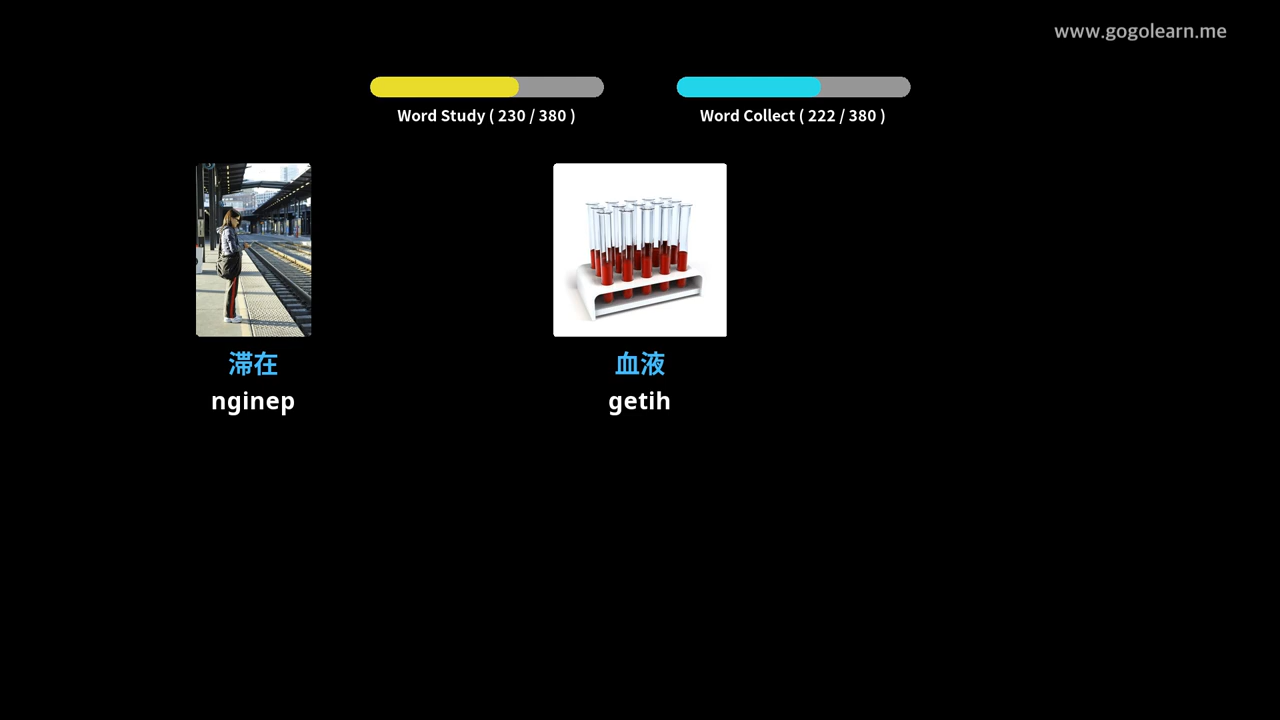 www.gogolearn.me
Word Study ( 230 / 380 )
Word Collect ( 222 / 380 )
滞在
nginep
血液
getih